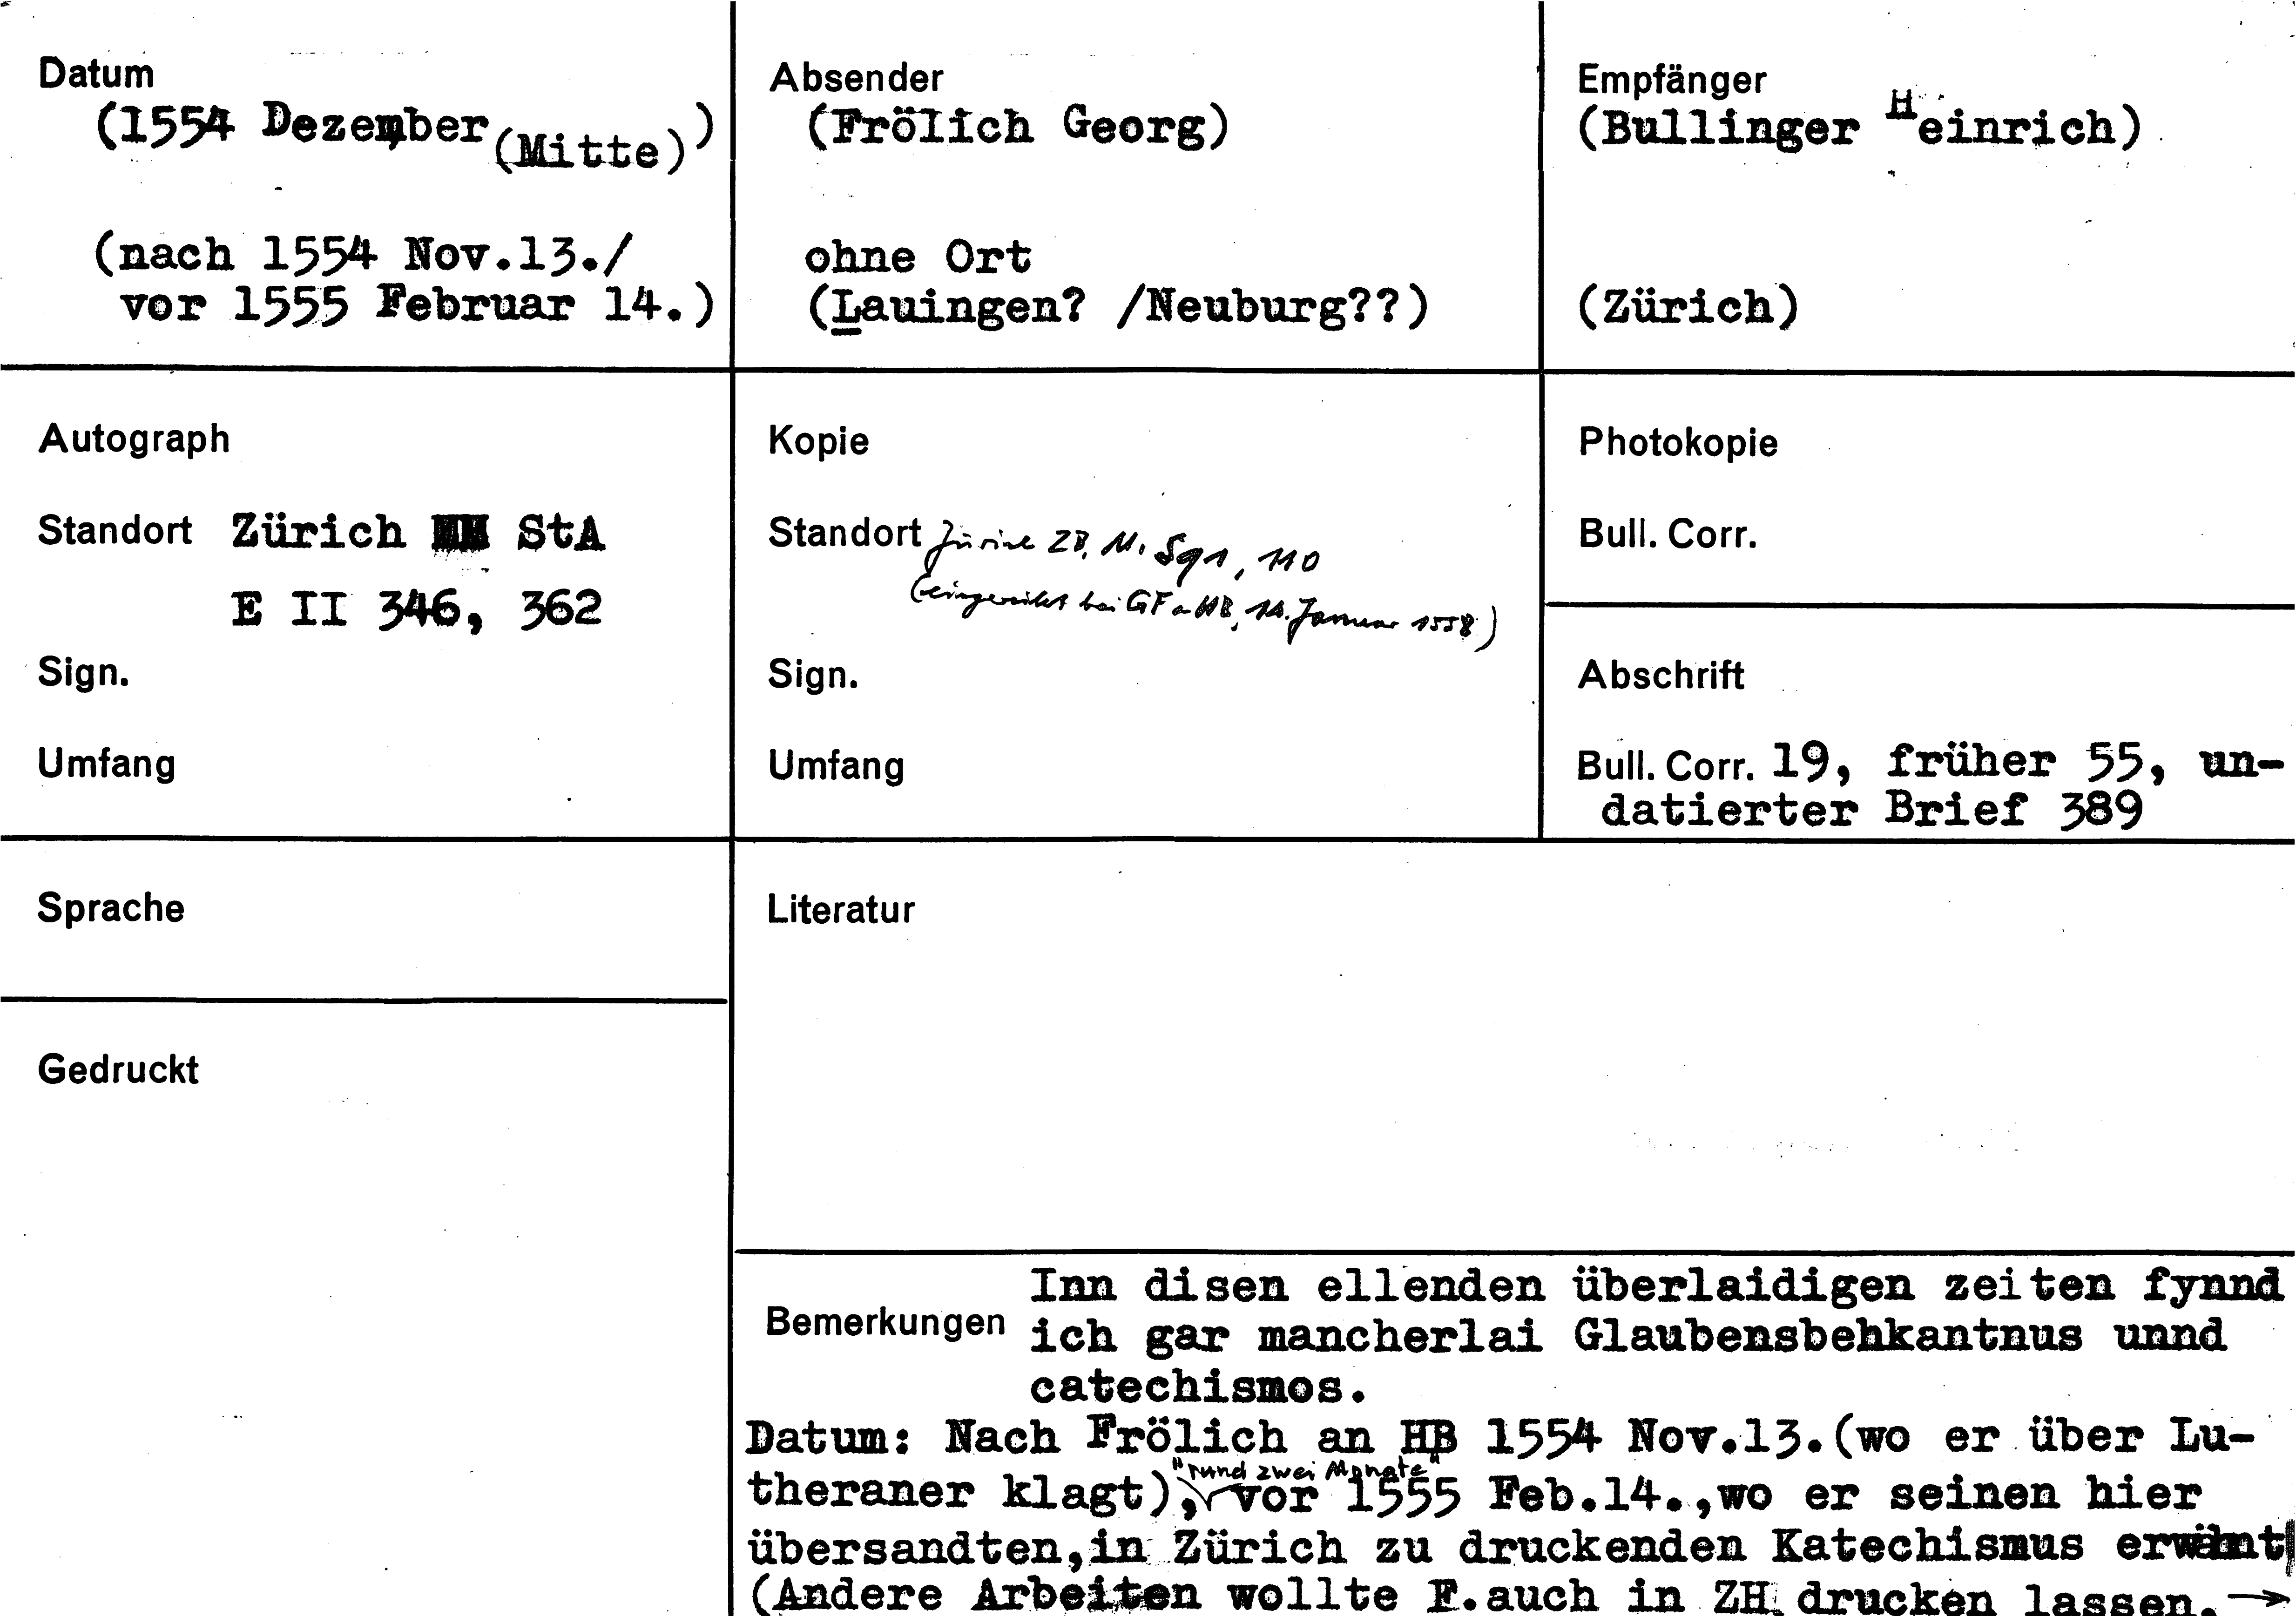 Datum
(1554 Dezember (Mitte))
(nach 1554 Nov.13./
vor 1555 Februar 14.)
Absender
(Frölich Georg)
ohne Ort
(Lauingen? /Neuburg??)
Empfänger
(Bullinger Heinrich)
(Zürich)
Autograph
Standort Zürich StA
E II 346, 362
Sign.
Umfang
Kopie
Standort Zürich ZB, Ms S 91, 110
(eingereiht bei GF a HB, 14. Januar 1558)
Sign.
Umfang
Photokopie
Bull. Corr.
Abschrift
Bull. Corr. 19, früher 55, un-
datierter Brief 389
Sprache
Gedruckt
Literatur
Bemerkungen
Inn disen ellenden überlaidigen zeiten fynnd
ich gar mancherlai Glaubensbehkantnus unnd
catechismos.
Datum: Nach Frölich an HB 1554 Nov.13.(wo er über Lu-
theraner klagt), "rund zwei Monate" vor 1555 Feb.14.,wo er seinen hier
übersandten,in Zürich zu druckenden Katechismus erwähnt
(Andere Arbeiten wollte F.auch in ZH drucken lassen. →